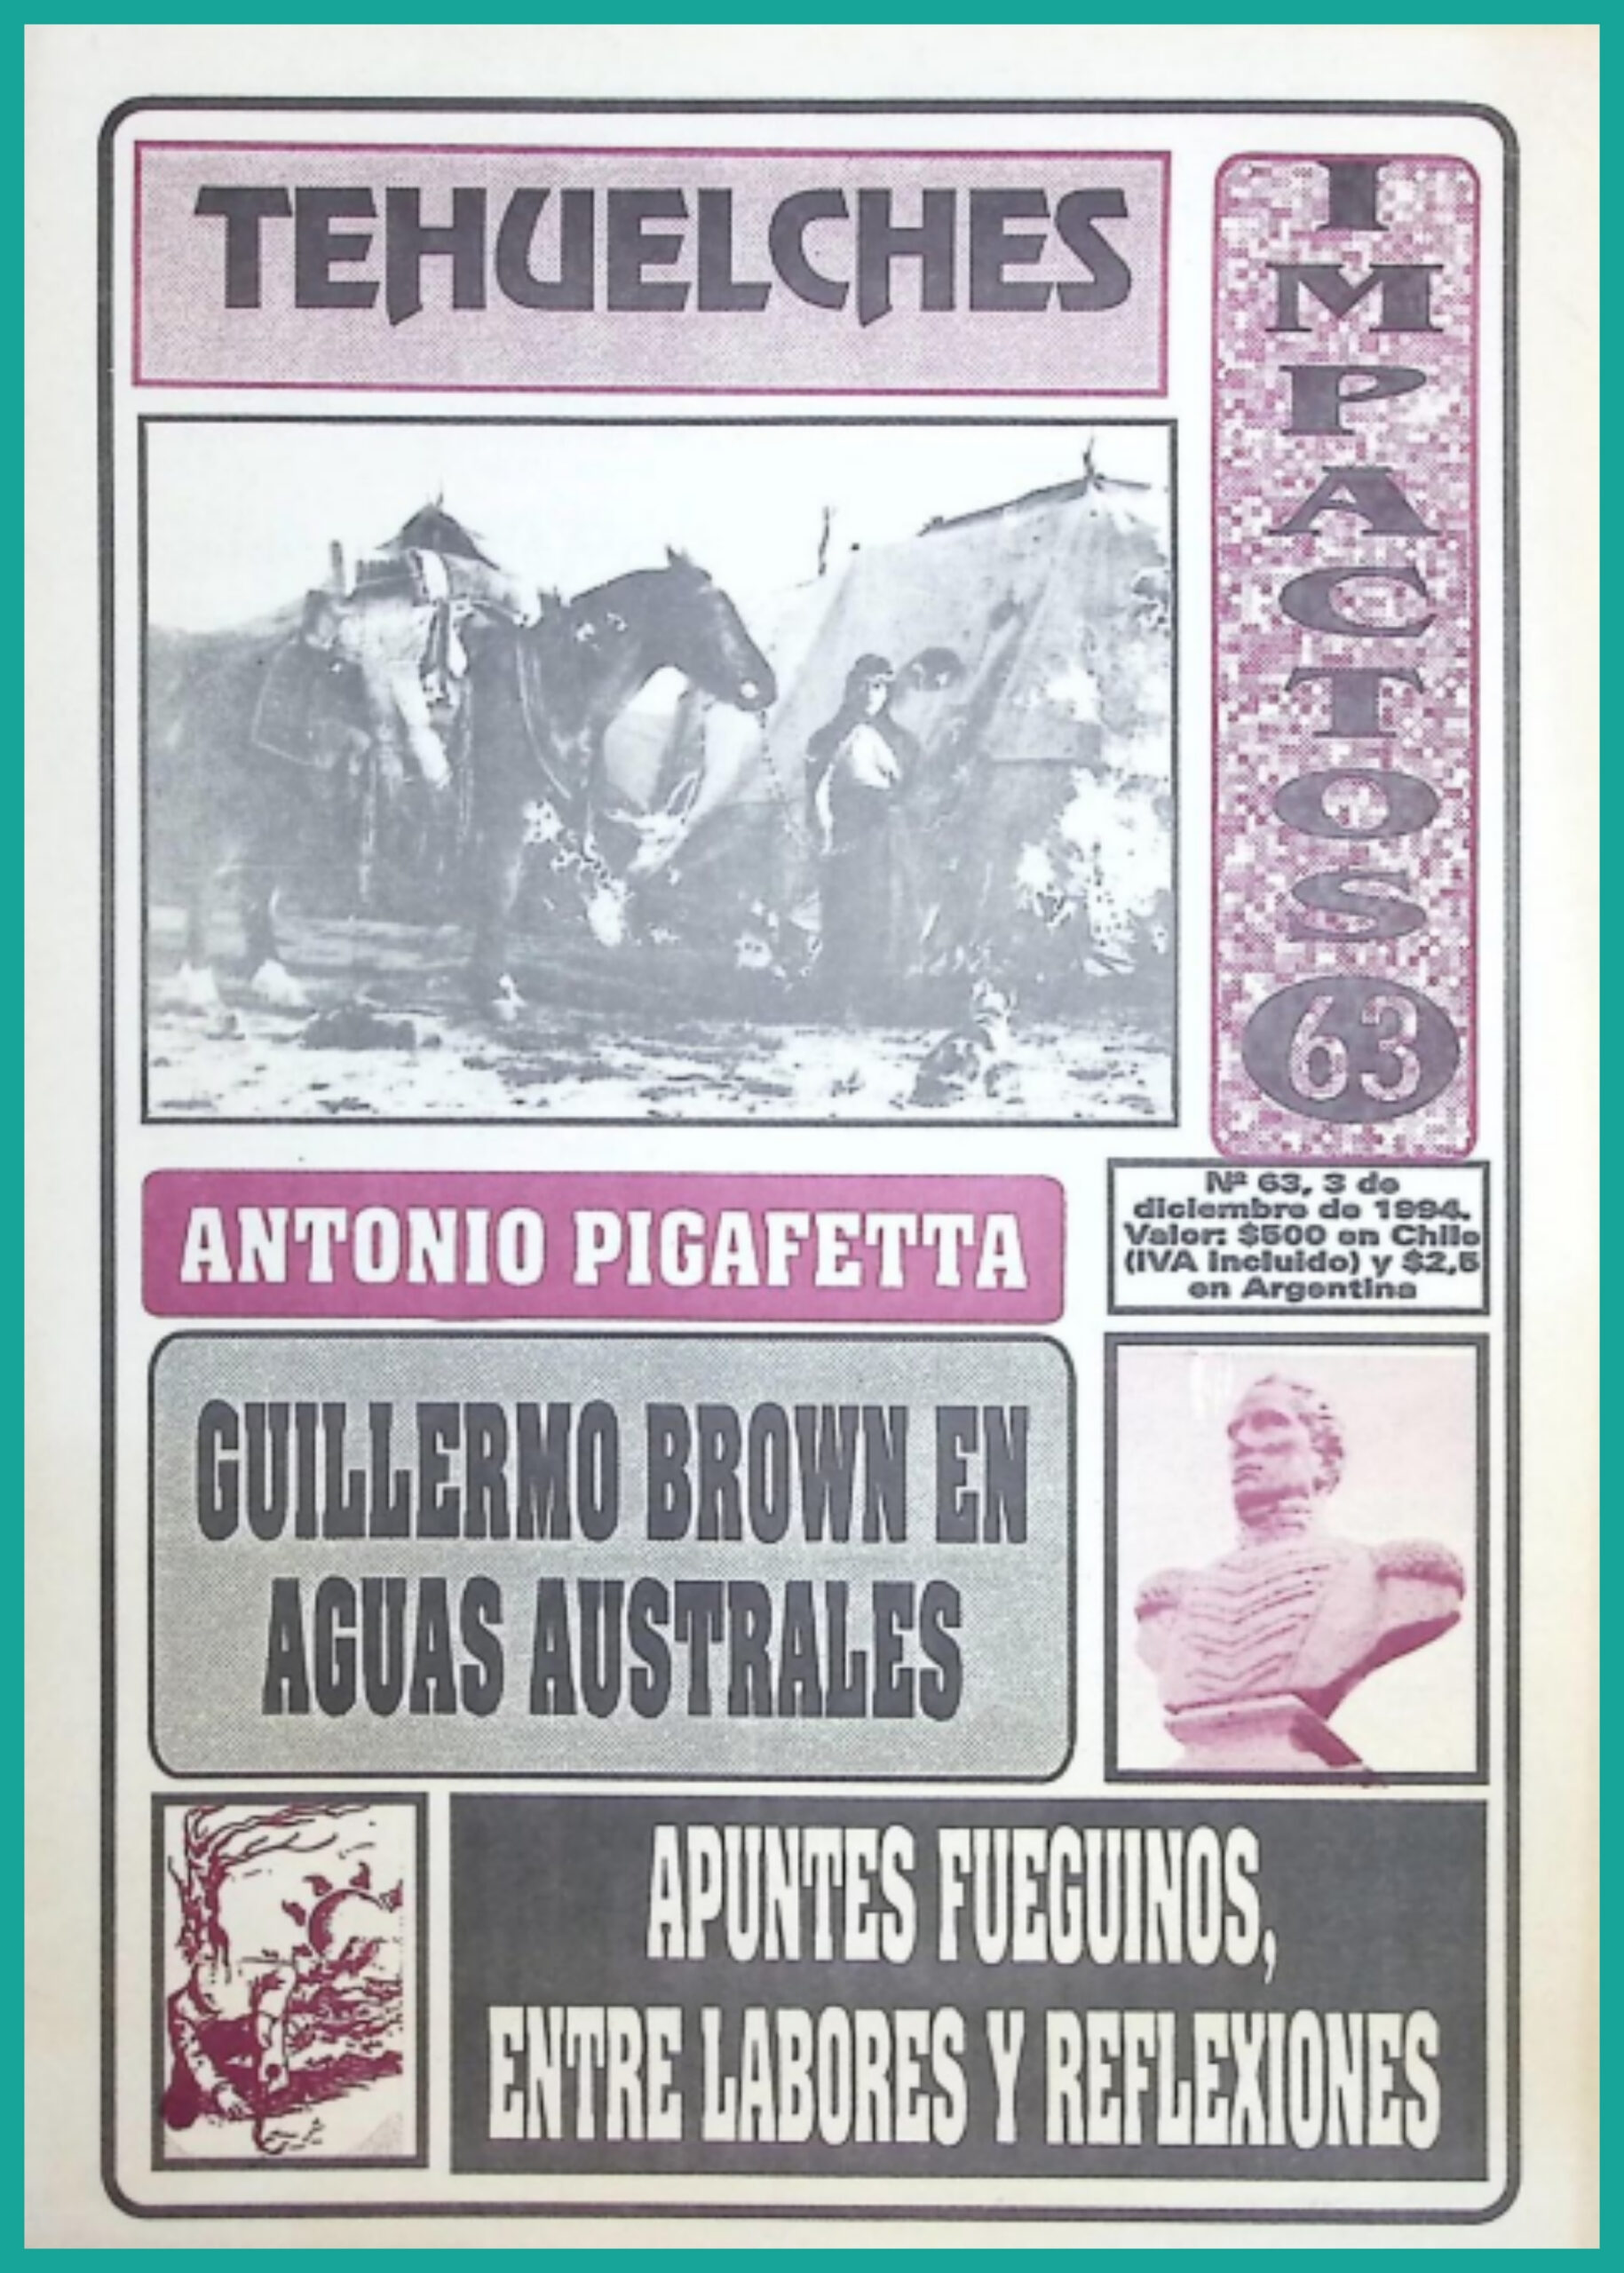 TEHUELCHES
IMPACTOS
63
ANTONIO PIGAFETTA
Nº 63, 3 de
diciembre de 1994.
Valor: $500 en Chile
(IVA incluido) y $2,5
en Argentina
GUILLERMO BROWN EN
AGUAS AUSTRALES
APUNTES FUEGUINOS,
ENTRE LABORES Y REFLEXIONES